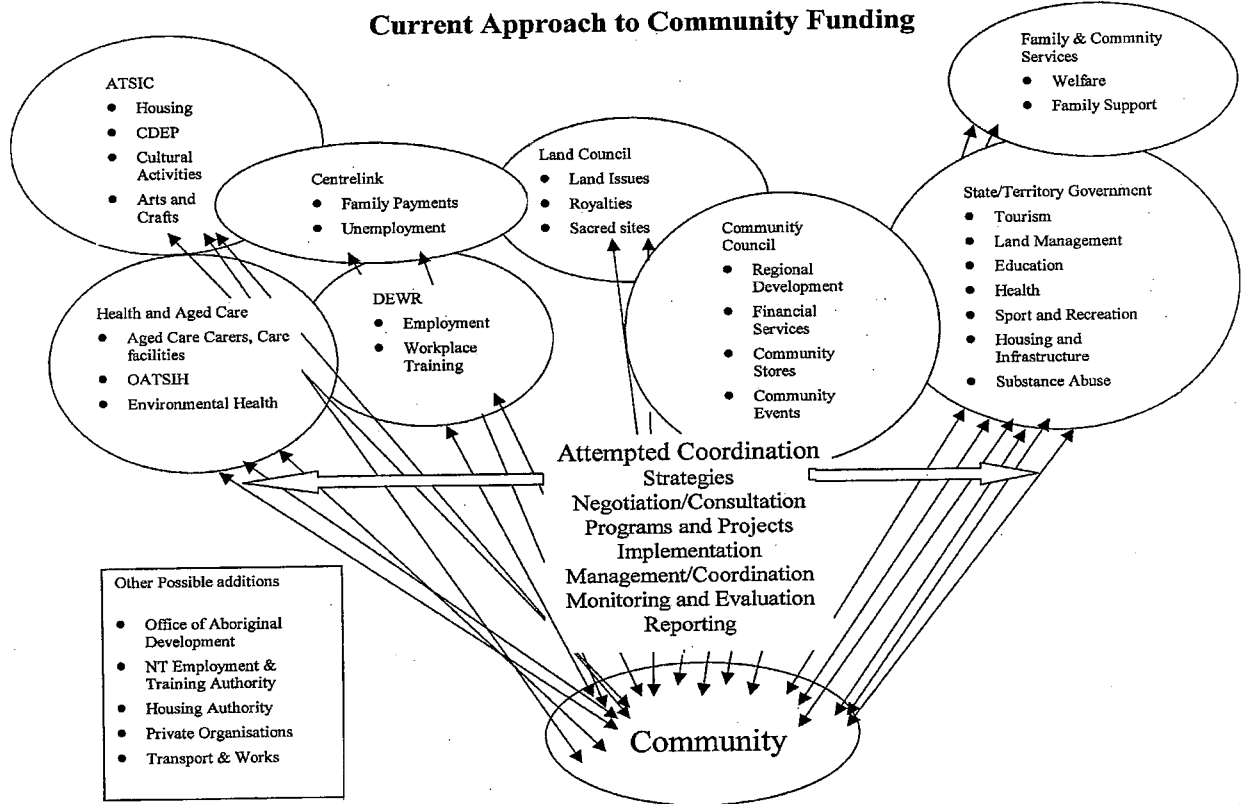 Current Approach to Community Funding
ATSIC
● Housing
● CDEP
● Cultural
Activities
● Arts and
Crafts
Centrelink
● Family Payments
● Unemployment
Land Council
● Land Issues
● Royalties
● Sacred sites
Family & Commnity
Services
● Welfare
● Family Support
Health and Aged Care
● Aged Care Carers, Care
facilities
● OATSIH
● Environmental Health
DEWR
● Employment
● Workplace
Training
Community
Council
● Regional
Development
● Financial
Services
● Community
Stores
● Community
Events
State/Territory Government
● Tourism
● Land Management
● Education
● Health
● Sport and Recreation
● Housing and
Infrastructure
● Substance Abuse
Attempted Coordination
Strategies
Negotiation/Consultation
Programs and Projects
Implementation
Management/Coordination
Monitoring and Evaluation
Reporting
Other Possible additions
● Office of Aboriginal
Development
● NT Employment &
Training Authority
● Housing Authority
● Private Organisations
● Transport & Works
Community